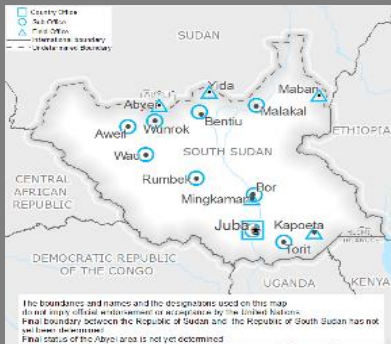 Country Office
Sub Office
Field Office
International boundary
Undetermined Boundary
SUDAN
Yida
Maban
Abyei
Malakal
Bentiu
Wunrok
Aweil
ETHIOPIA
Wau
SOUTH SUDAN
CENTRAL
AFRICAN
REPUBLIC
Rumbek
Bor
Mingkaman
Juba
Kapoeta
Torit
DEMOCRATIC REPUBLIC
OF THE CONGO
UGANDA
KENYA
The boundaries and names and the designations used on this map
do not imply official endorsement or acceptance by the United Nations
Final boundary between the Republic of Sudan and the Republic of South Sudan has not
yet been determined
Final status of the Abyei area is not yet determined